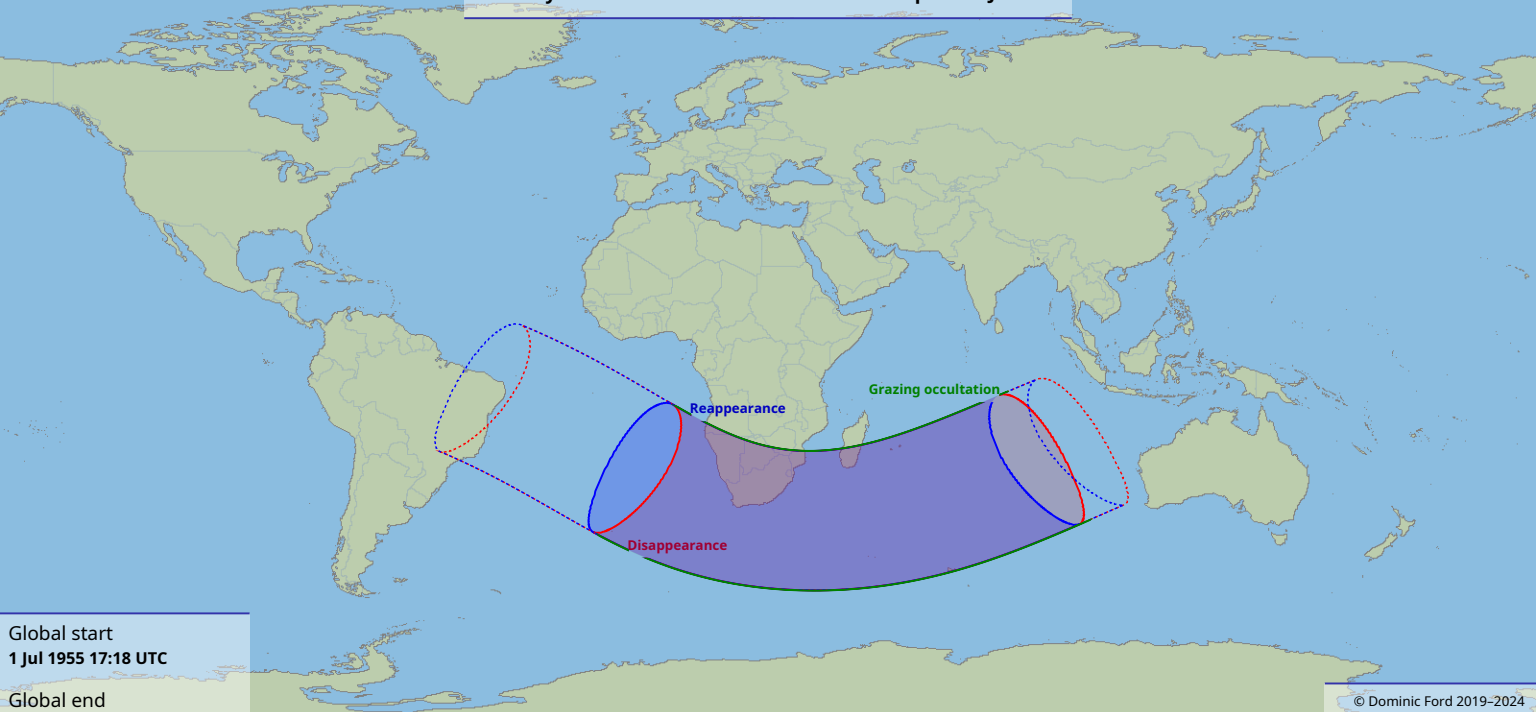 Grazing occultation
Reappearance
Disappearance
Global start
1 Jul 1955 17:18 UTC
Global end
© Dominic Ford 2019–2024